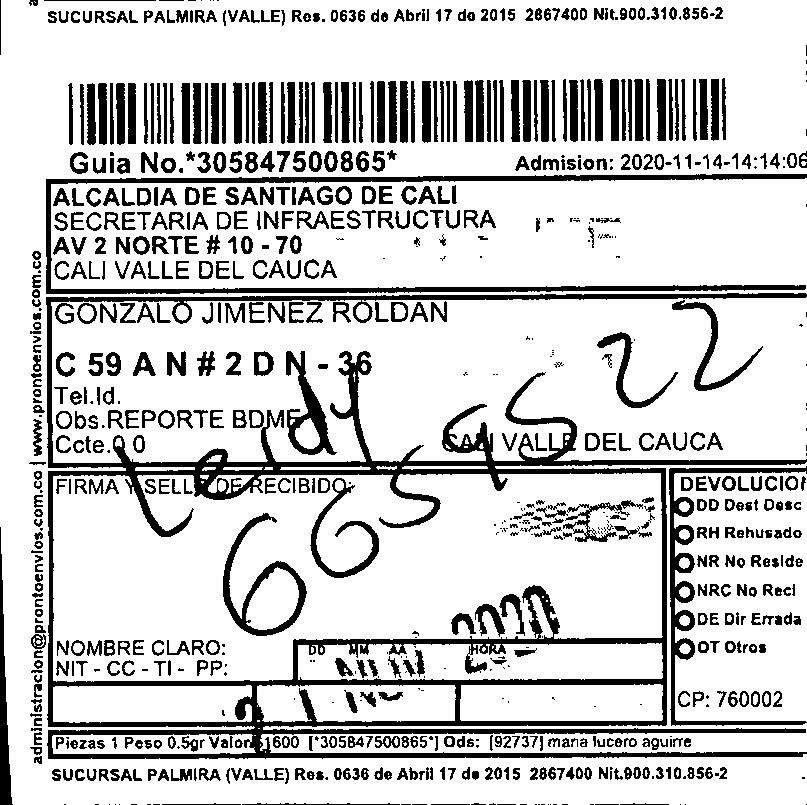 SUCURSAL PALMIRA (VALLE) Res. 0636 de Abril 17 de 2015 2867400 Nit.900.310.856-2
Guia No.*305847500865*
Admision: 2020-11-14-14:14:06
ALCALDIA DE SANTIAGO DE CALI
SECRETARIA DE INFRAESTRUCTURA
AV 2 NORTE # 10 - 70
CALI VALLE DEL CAUCA
GONZALO JIMENEZ ROLDAN
C 59 A N # 2 D N - 36
Tel.Id.
Obs.REPORTE BDME
Ccte.0 0
CALI VALLE DEL CAUCA
Leidy
6659522
FIRMA Y SELLO DE RECIBIDO:
DEVOLUCION
DD Dest Desc
RH Rehusado
NR No Reside
NRC No Recl
DE Dir Errada
OT Otros
CP: 760002
NOMBRE CLARO:
NIT - CC - TI - PP:
DD MM AA HORA
21 NOV 2020
Piezas 1 Peso 0.5gr Valor$1600 [*305847500865*] Ods: [92737] maria lucero aguirre
SUCURSAL PALMIRA (VALLE) Res. 0636 de Abril 17 de 2015 2867400 Nit.900.310.856-2
administracion@prontoenvios.com.co | www.prontoenvios.com.co